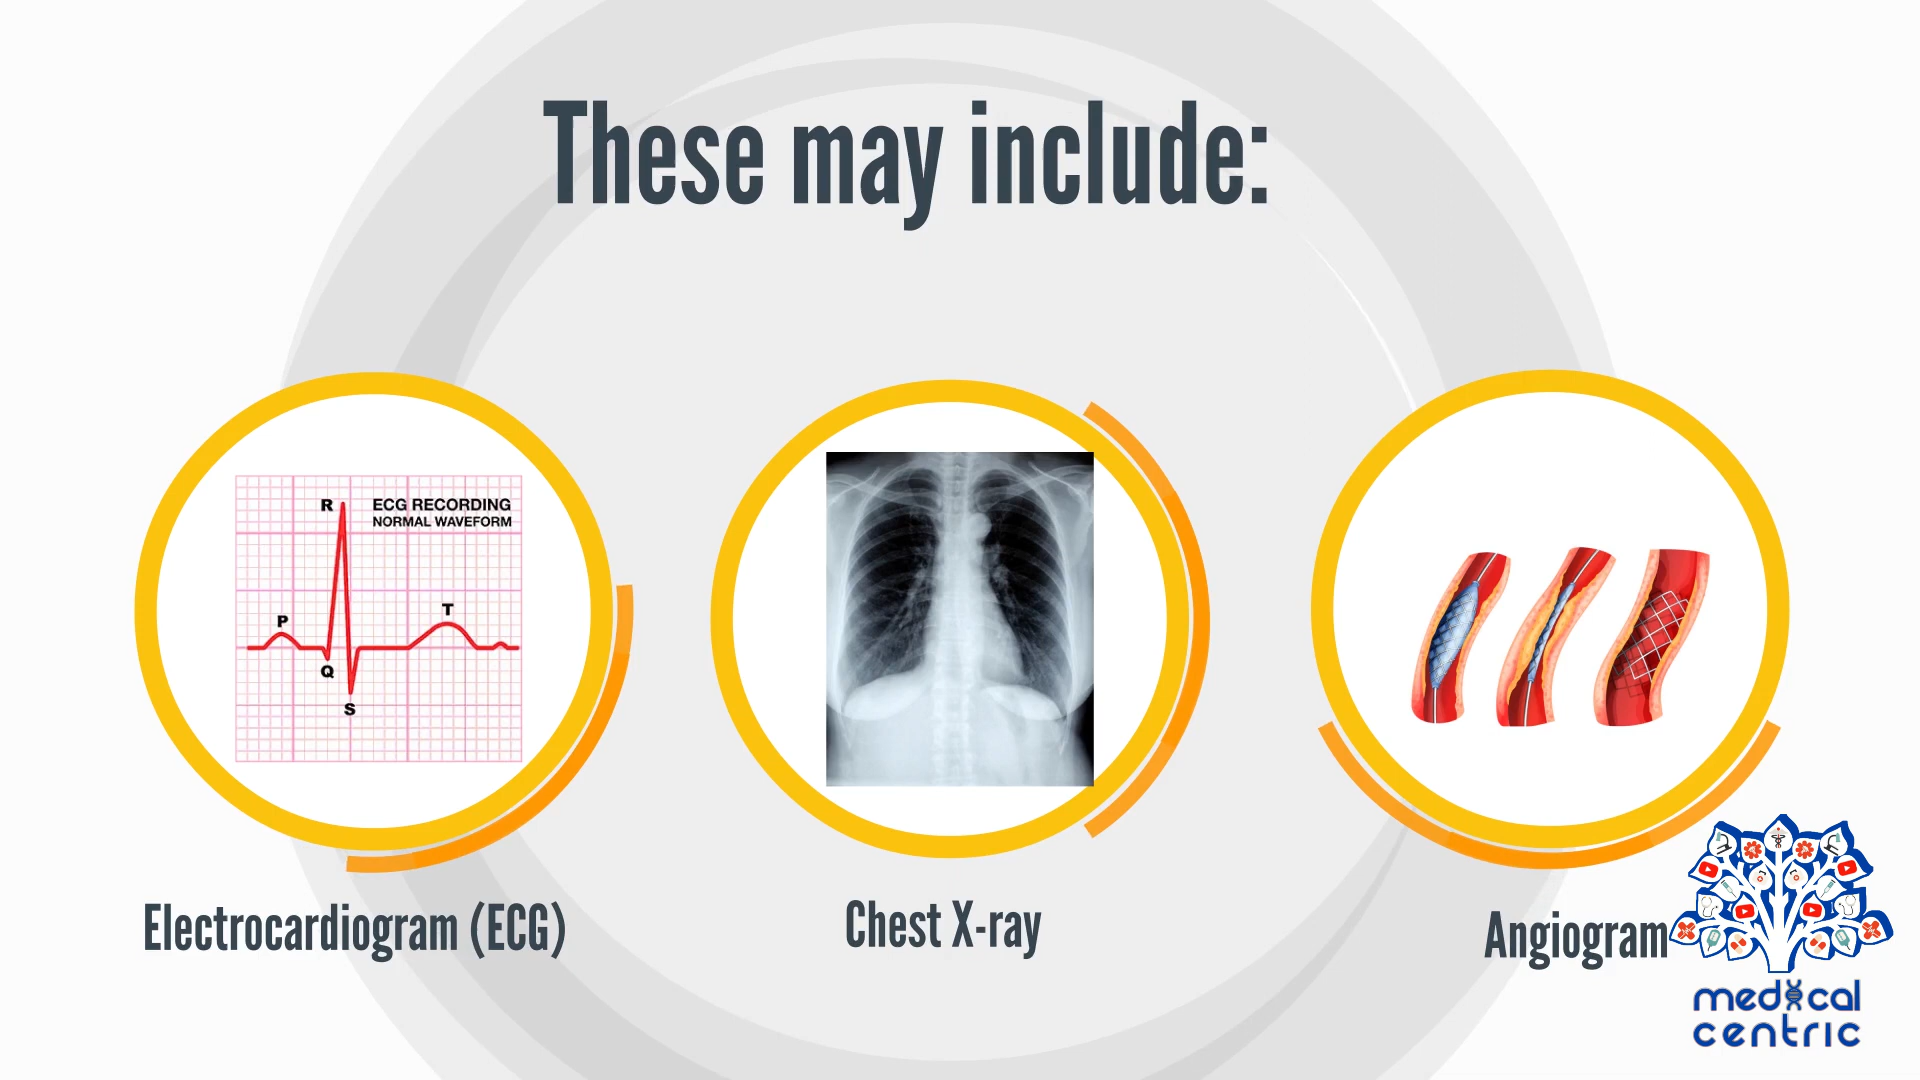 These may include:
R
ECG RECORDING
NORMAL WAVEFORM
P
T
Q
S
Electrocardiogram (ECG)
Chest X-ray
Angiogram
medical
centric